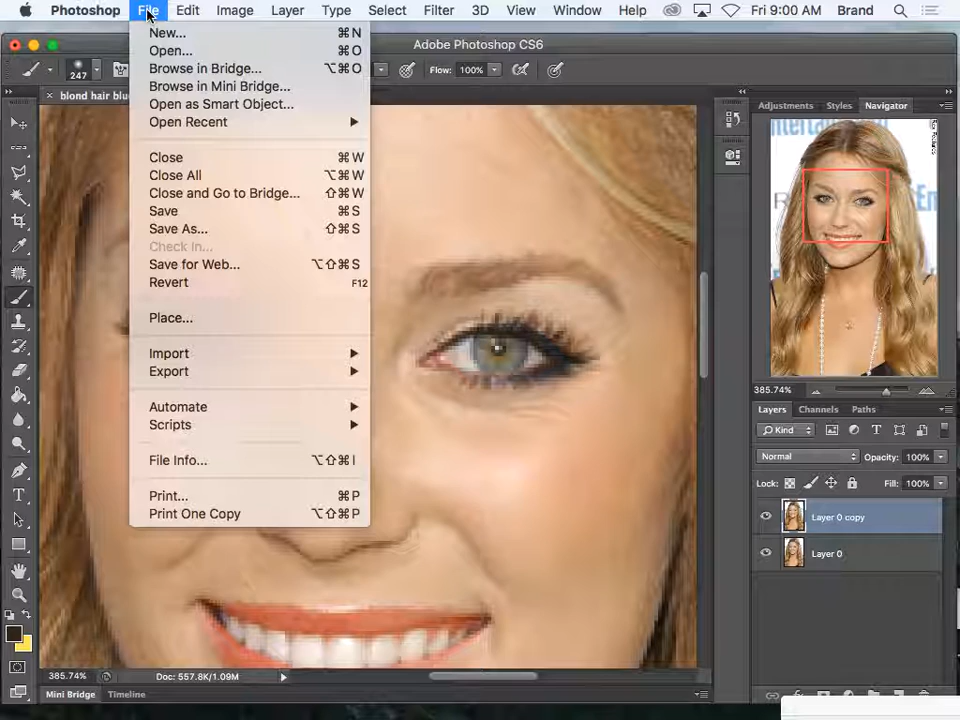 Photoshop File Edit Image Layer Type Select Filter 3D View Window Help Fri 9:00 AM Brand
Adobe Photoshop CS6
247
Flow: 100%
blond hair blu
New... ⌘N
Open... ⌘O
Browse in Bridge... ⌥⌘O
Browse in Mini Bridge...
Open as Smart Object...
Open Recent
Close ⌘W
Close All ⌥⌘W
Close and Go to Bridge... ⇧⌘W
Save ⌘S
Save As... ⇧⌘S
Check In...
Save for Web... ⌥⇧⌘S
Revert F12
Place...
Import
Export
Automate
Scripts
File Info... ⌥⇧⌘I
Print... ⌘P
Print One Copy ⌥⇧⌘P
Adjustments Styles Navigator
Rex Features
385.74%
Layers Channels Paths
Kind
Normal Opacity: 100%
Lock: Fill: 100%
Layer 0 copy
Layer 0
385.74% Doc: 557.8K/1.09M
Mini Bridge Timeline